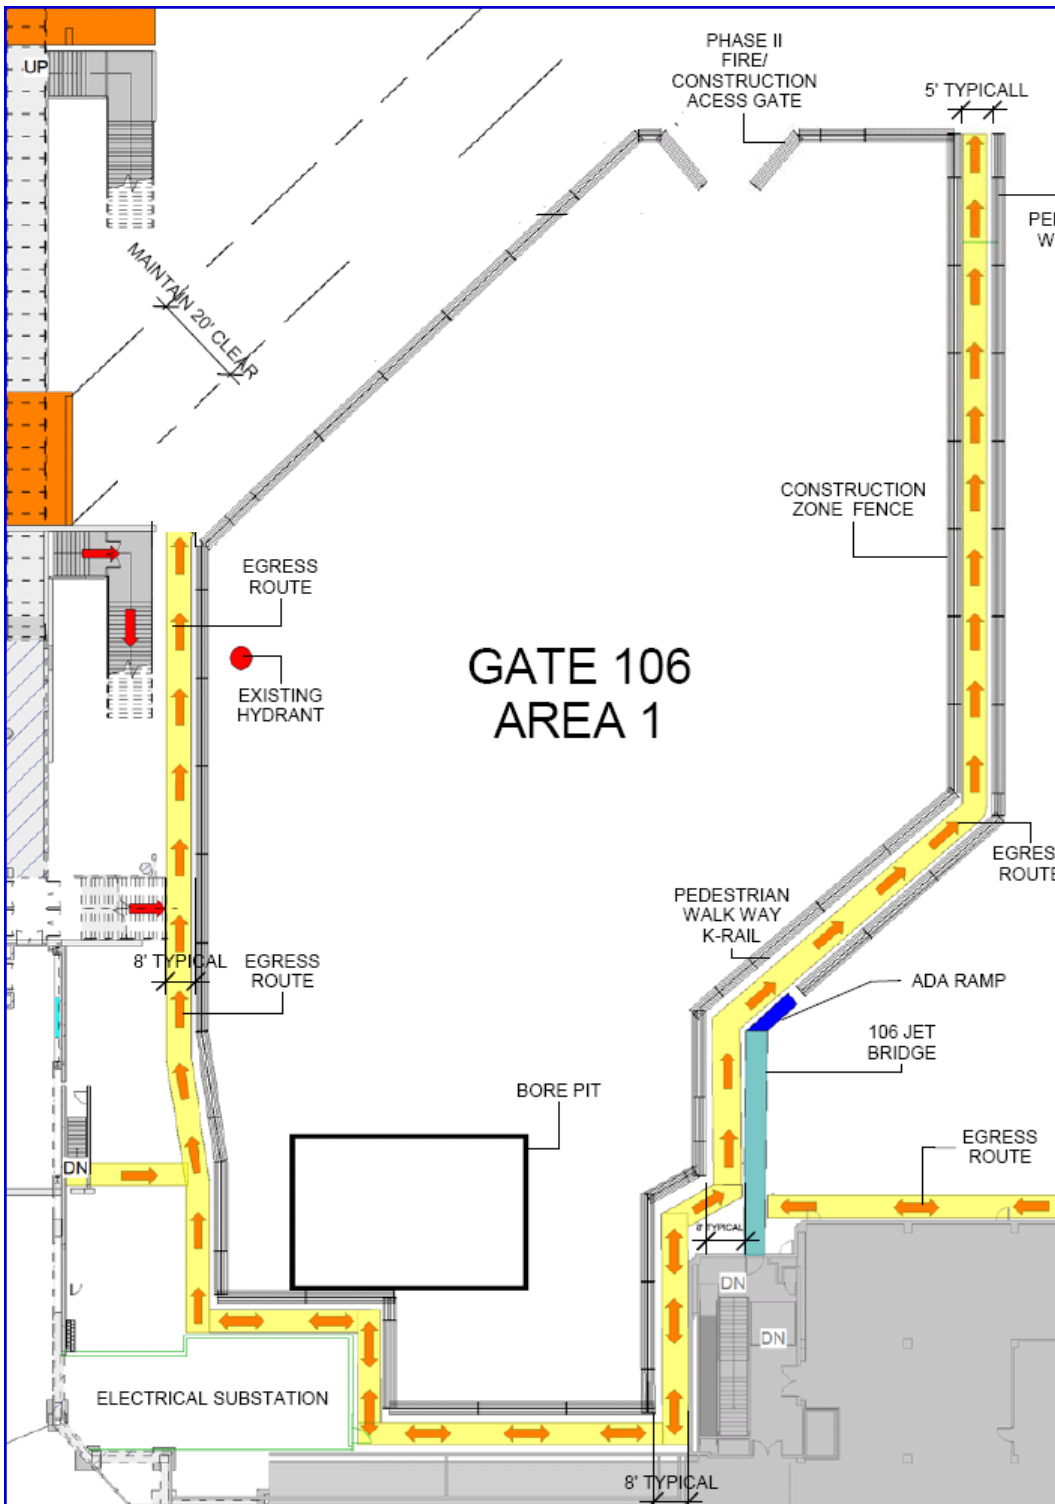 UP
PHASE II
FIRE/
CONSTRUCTION
ACESS GATE
5' TYPICALL
MAINTAIN 20' CLEAR
CONSTRUCTION
ZONE FENCE
EGRESS
ROUTE
EXISTING
HYDRANT
GATE 106
AREA 1
PEDESTRIAN
WALK WAY
K-RAIL
8' TYPICAL
EGRESS
ROUTE
ADA RAMP
106 JET
BRIDGE
BORE PIT
EGRESS
ROUTE
DN
8' TYPICAL
DN
DN
ELECTRICAL SUBSTATION
8' TYPICAL